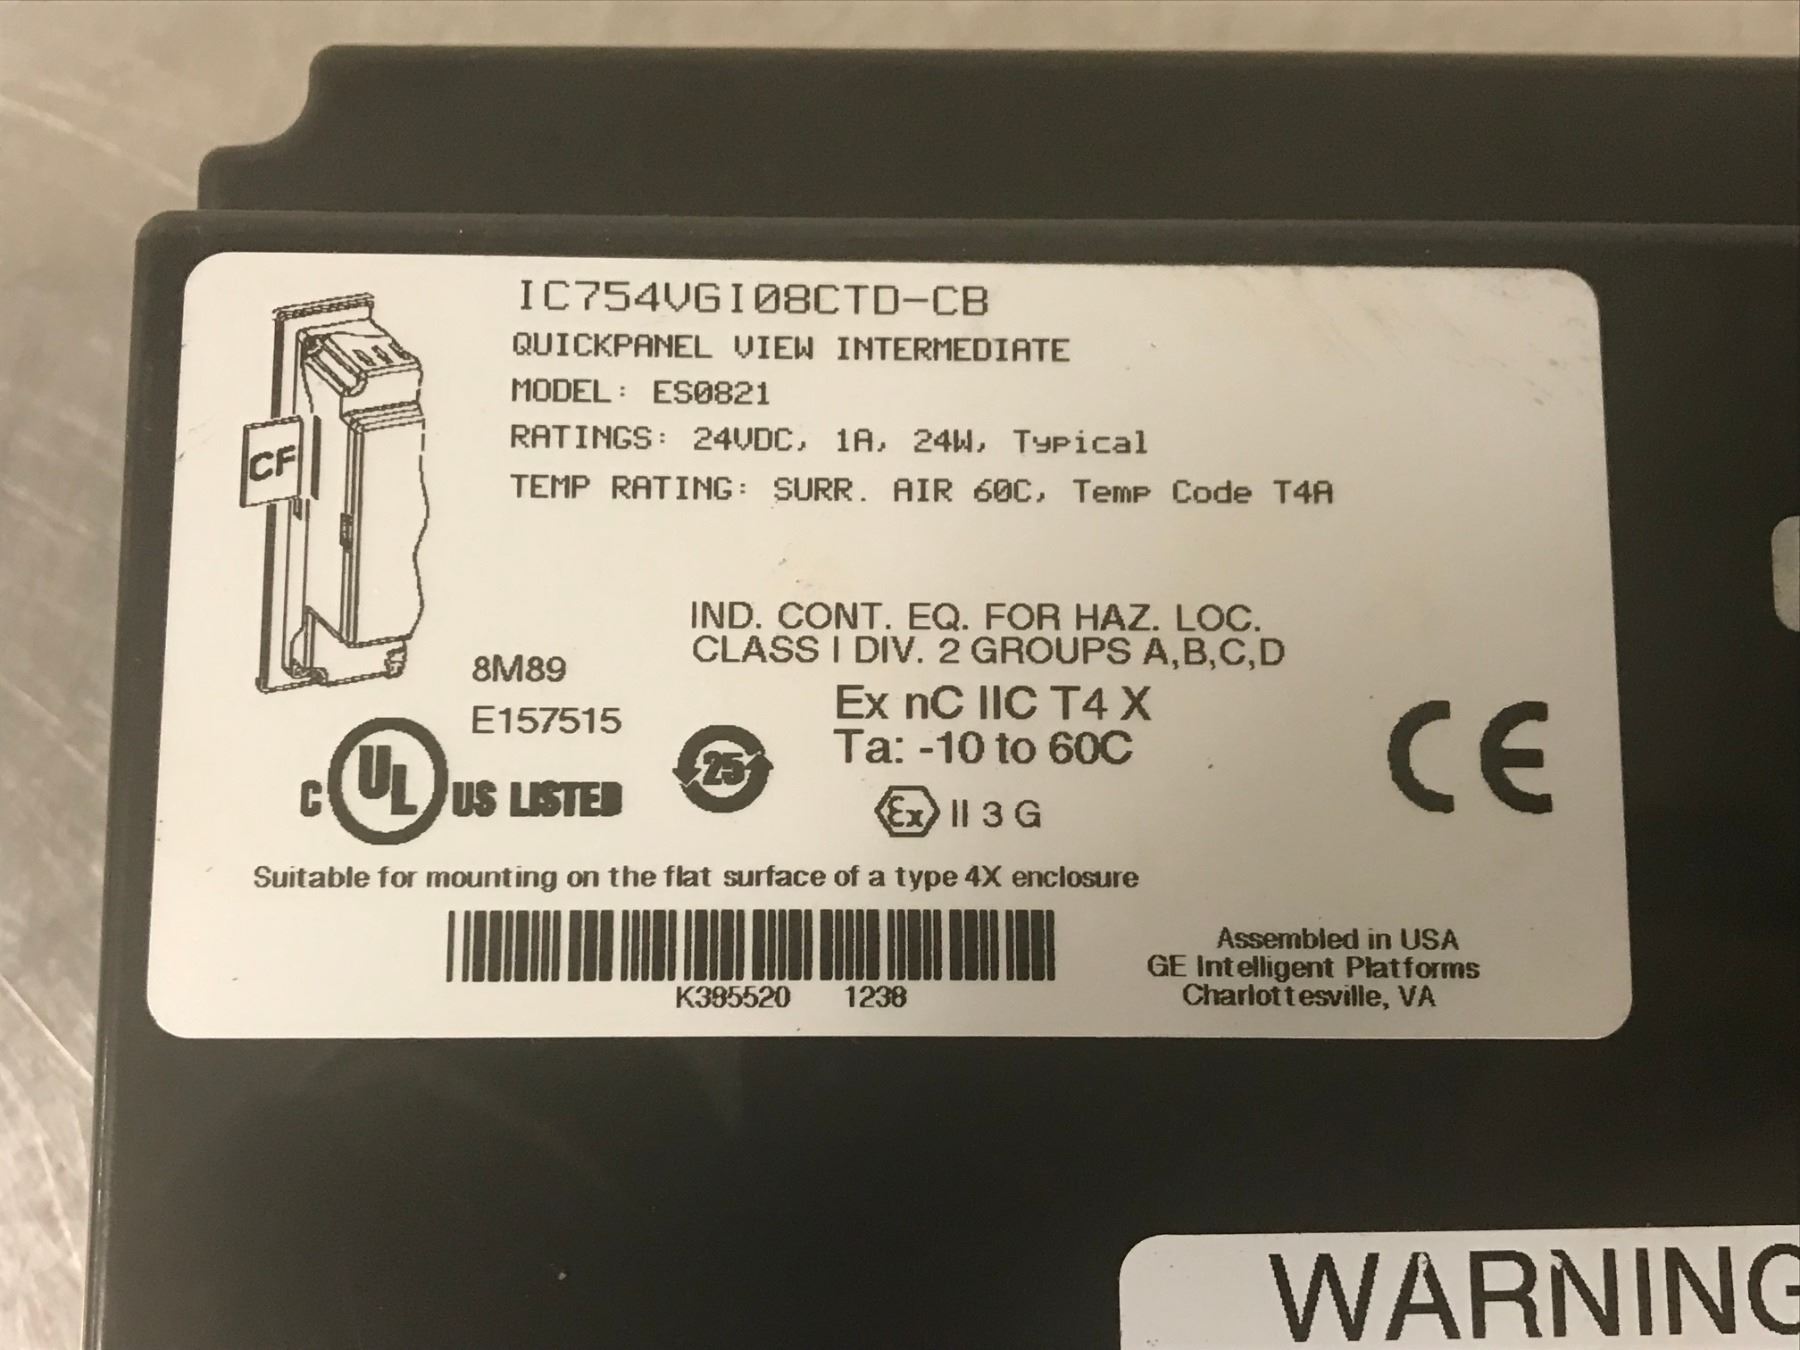 IC754VGI08CTD-CB
QUICKPANEL VIEW INTERMEDIATE
MODEL: ES0821
RATINGS: 24VDC, 1A, 24W, Typical
TEMP RATING: SURR. AIR 60C, Temp Code T4A
CF
IND. CONT. EQ. FOR HAZ. LOC.
CLASS I DIV. 2 GROUPS A,B,C,D
8M89
E157515
Ex nC IIC T4 X
Ta: -10 to 60C
C UL US LISTED
25
CE
Ex II 3 G
Suitable for mounting on the flat surface of a type 4X enclosure
K385520 1238
Assembled in USA
GE Intelligent Platforms
Charlottesville, VA
WARNING